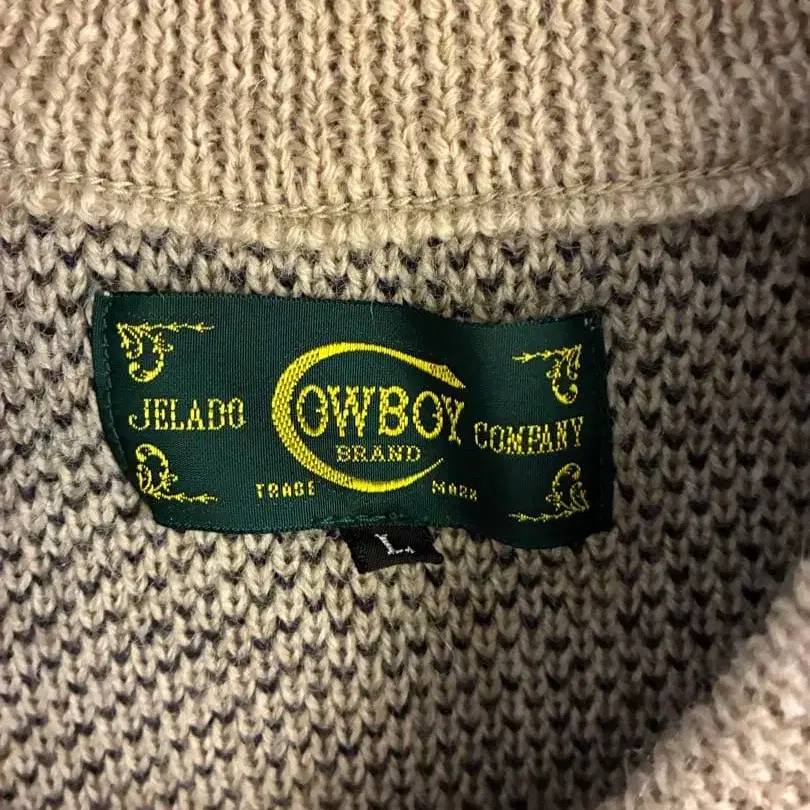 JELADO COWBOY COMPANY
BRAND
TRADE MARK
L.